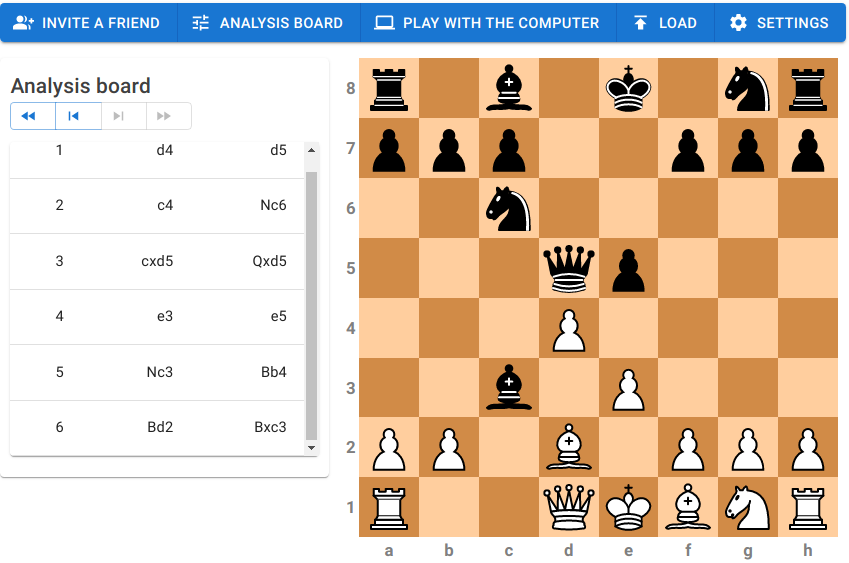 INVITE A FRIEND ANALYSIS BOARD PLAY WITH THE COMPUTER LOAD SETTINGS
Analysis board
1 d4 d5
2 c4 Nc6
3 cxd5 Qxd5
4 e3 e5
5 Nc3 Bb4
6 Bd2 Bxc3
8
7
6
5
4
3
2
1
a b c d e f g h